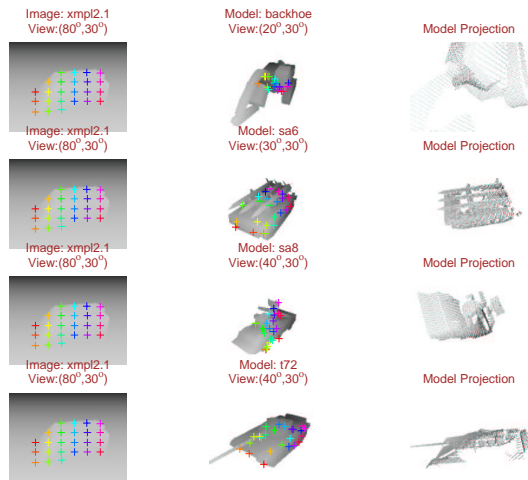 Image: xmpl2.1
View:(80°,30°)
Model: backhoe
View:(20°,30°)
Model Projection
Image: xmpl2.1
View:(80°,30°)
Model: sa6
View:(30°,30°)
Model Projection
Image: xmpl2.1
View:(80°,30°)
Model: sa8
View:(40°,30°)
Model Projection
Image: xmpl2.1
View:(80°,30°)
Model: t72
View:(40°,30°)
Model Projection